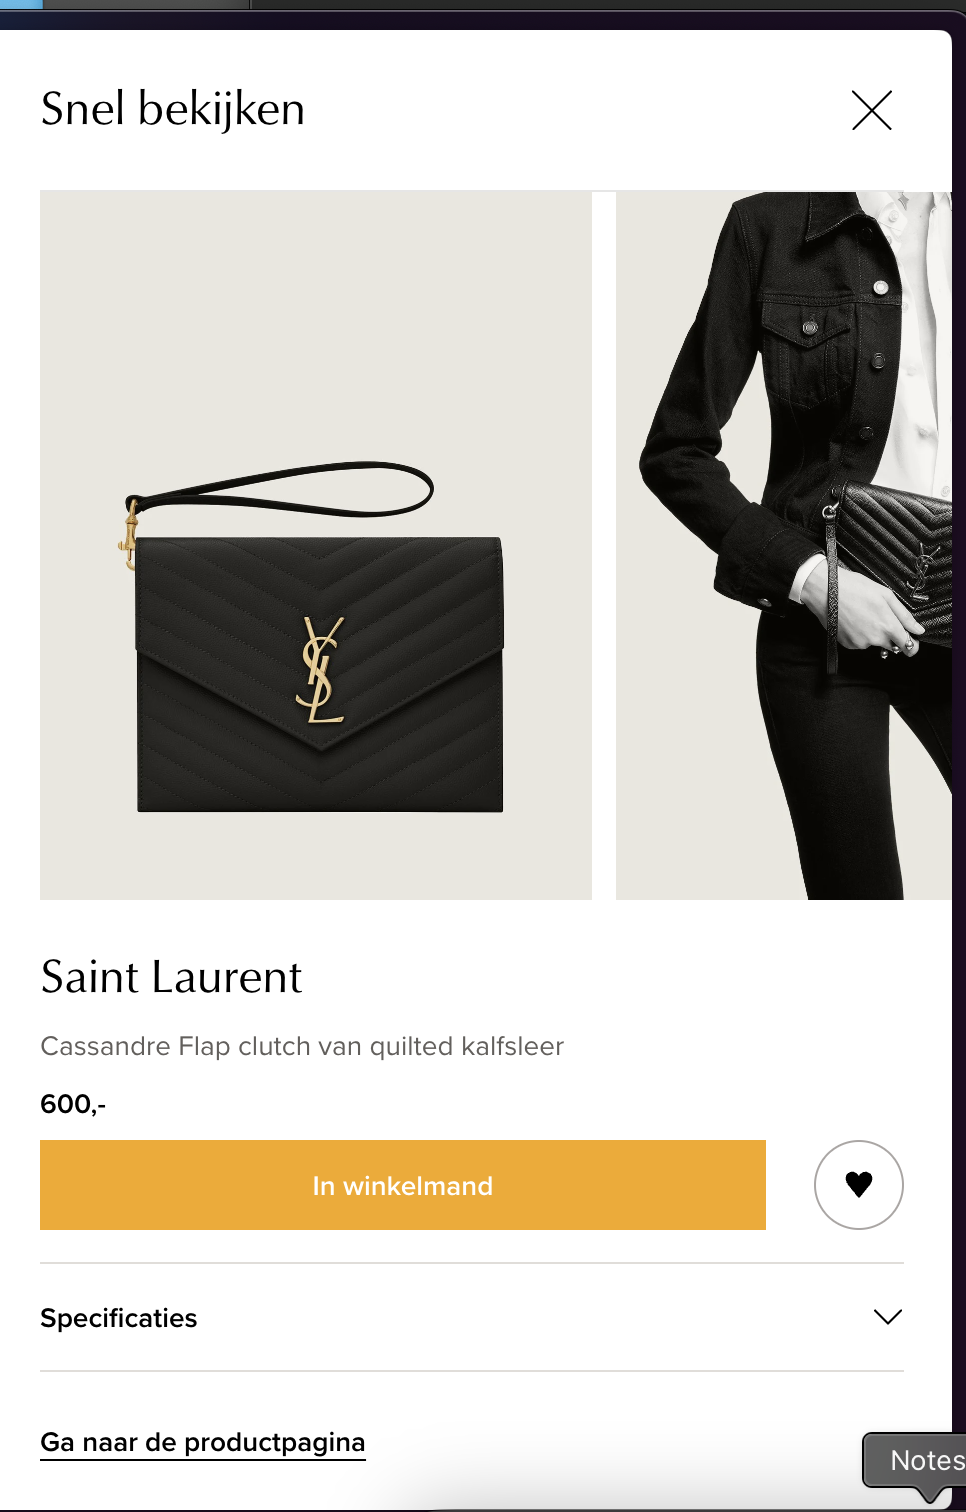 Snel bekijken
YSL
Saint Laurent
Cassandre Flap clutch van quilted kalfsleer
600,-
In winkelmand
Specificaties
Ga naar de productpagina
Notes